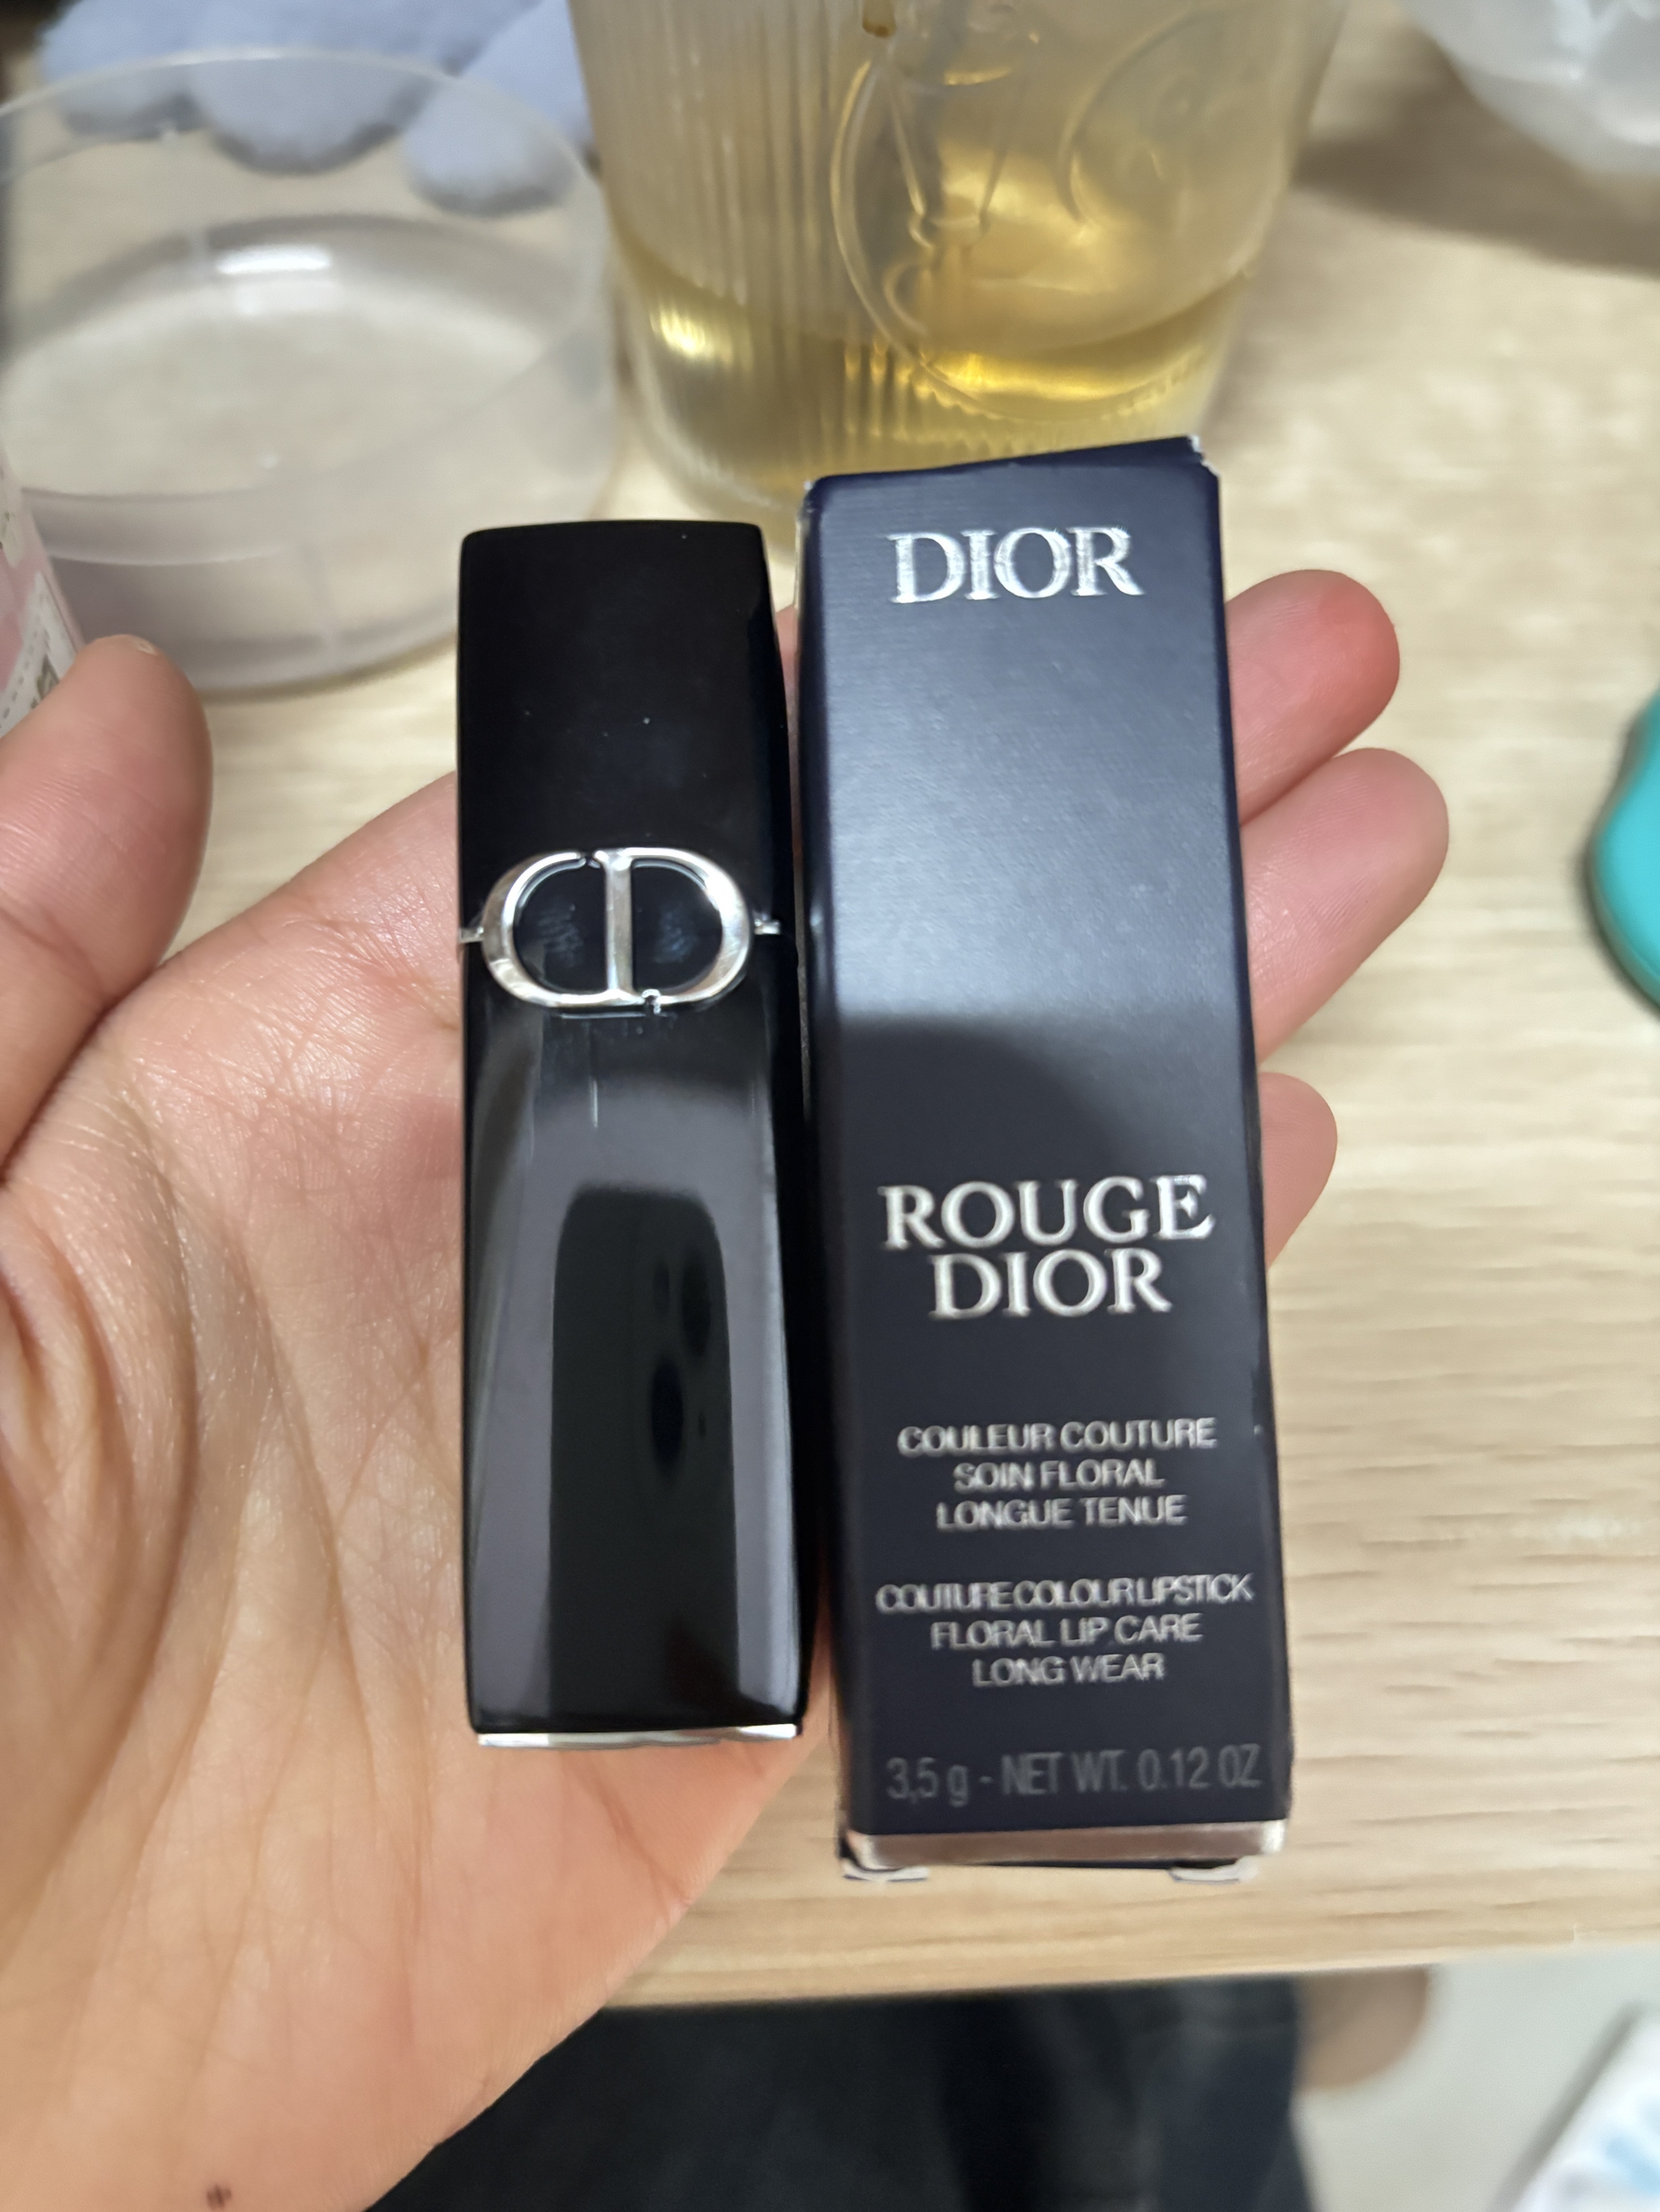 DIOR
ROUGE
DIOR
COULEUR COUTURE
SOIN FLORAL
LONGUE TENUE
COUTURE COLOUR LIPSTICK
FLORAL LIP CARE
LONG WEAR
3,5 g - NET WT. 0.12 OZ
CD